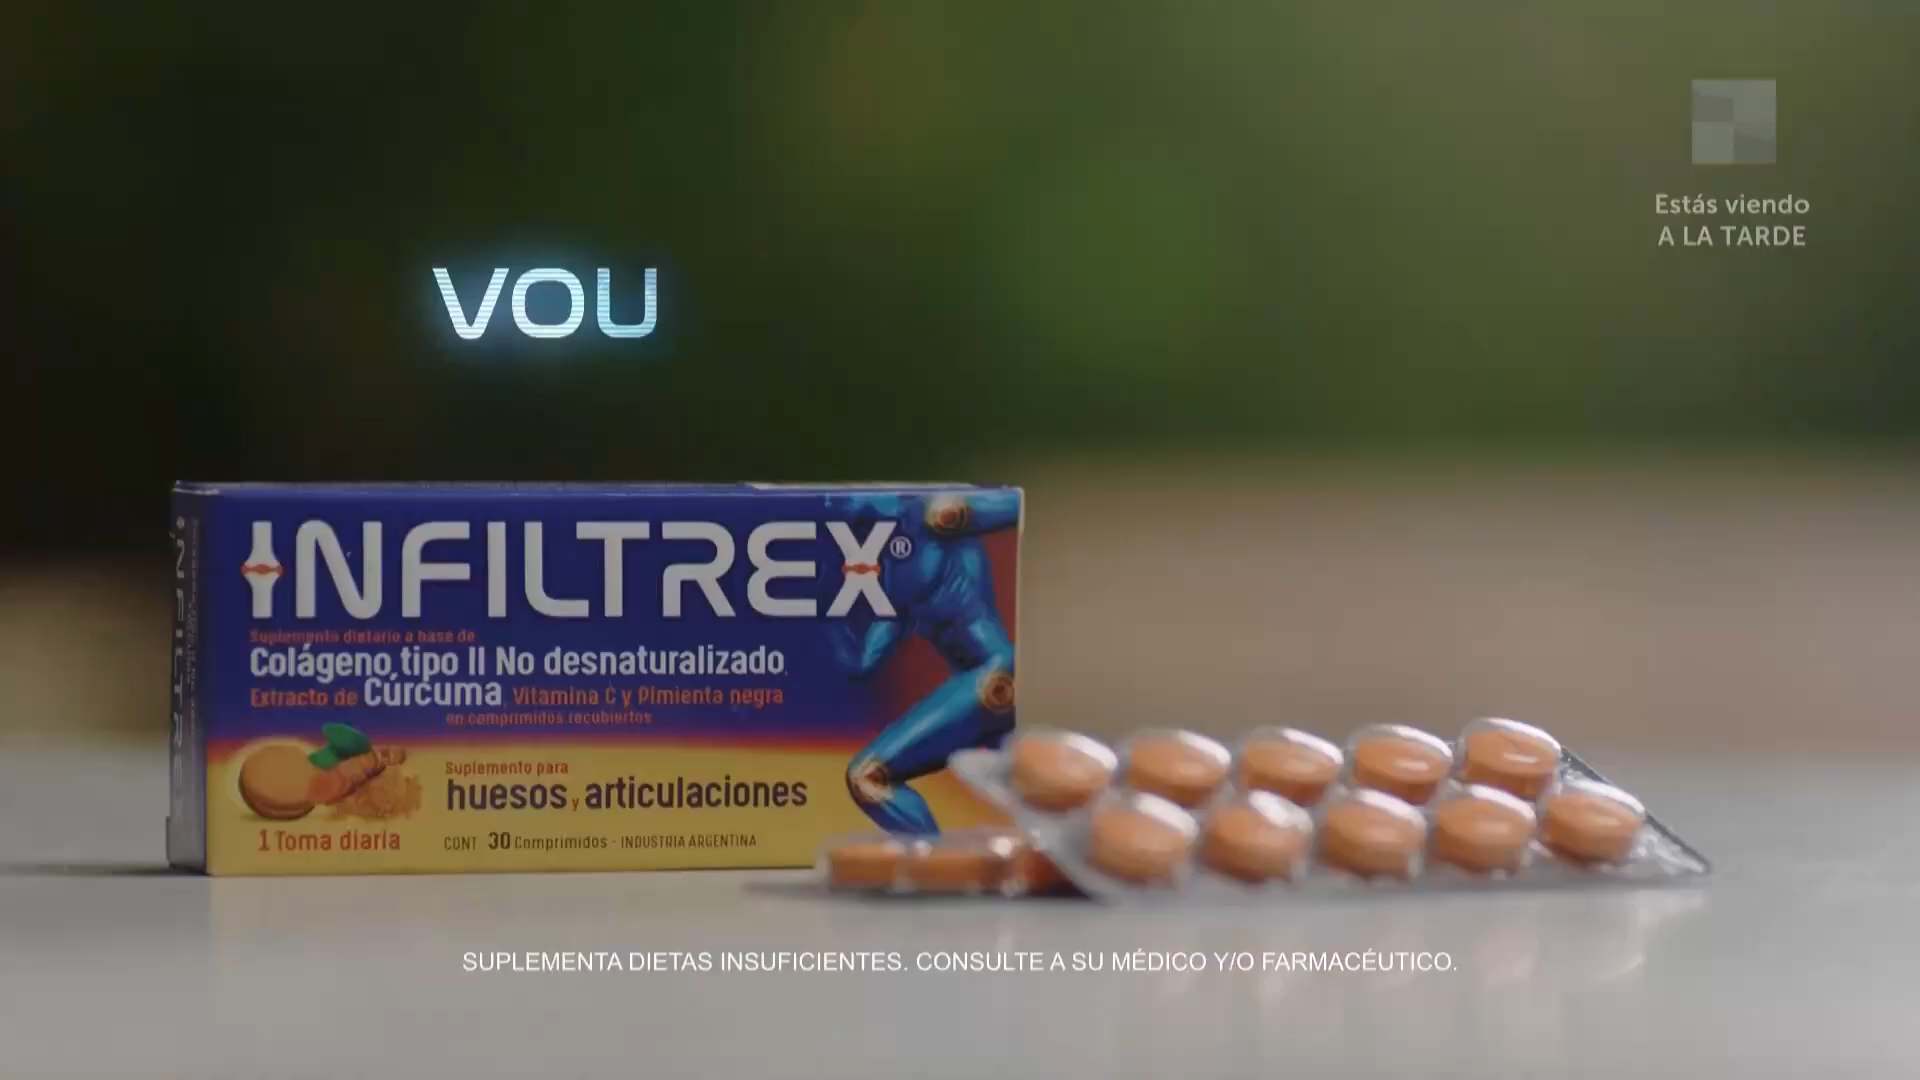 Estás viendo
A LA TARDE
VOU
INFILTREX®
Suplemento dietario a base de
Colágeno tipo II No desnaturalizado,
Extracto de Cúrcuma, Vitamina C y Pimienta negra
en comprimidos recubiertos
Suplemento para
huesos y articulaciones
1 Toma diaria
CONT 30 Comprimidos - INDUSTRIA ARGENTINA
INFILTREX
SUPLEMENTA DIETAS INSUFICIENTES. CONSULTE A SU MÉDICO Y/O FARMACÉUTICO.